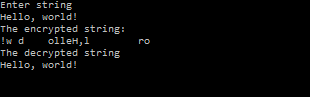 Enter string
Hello, world!
The encrypted string:
!w d    olleH,l        ro
The decrypted string
Hello, world!